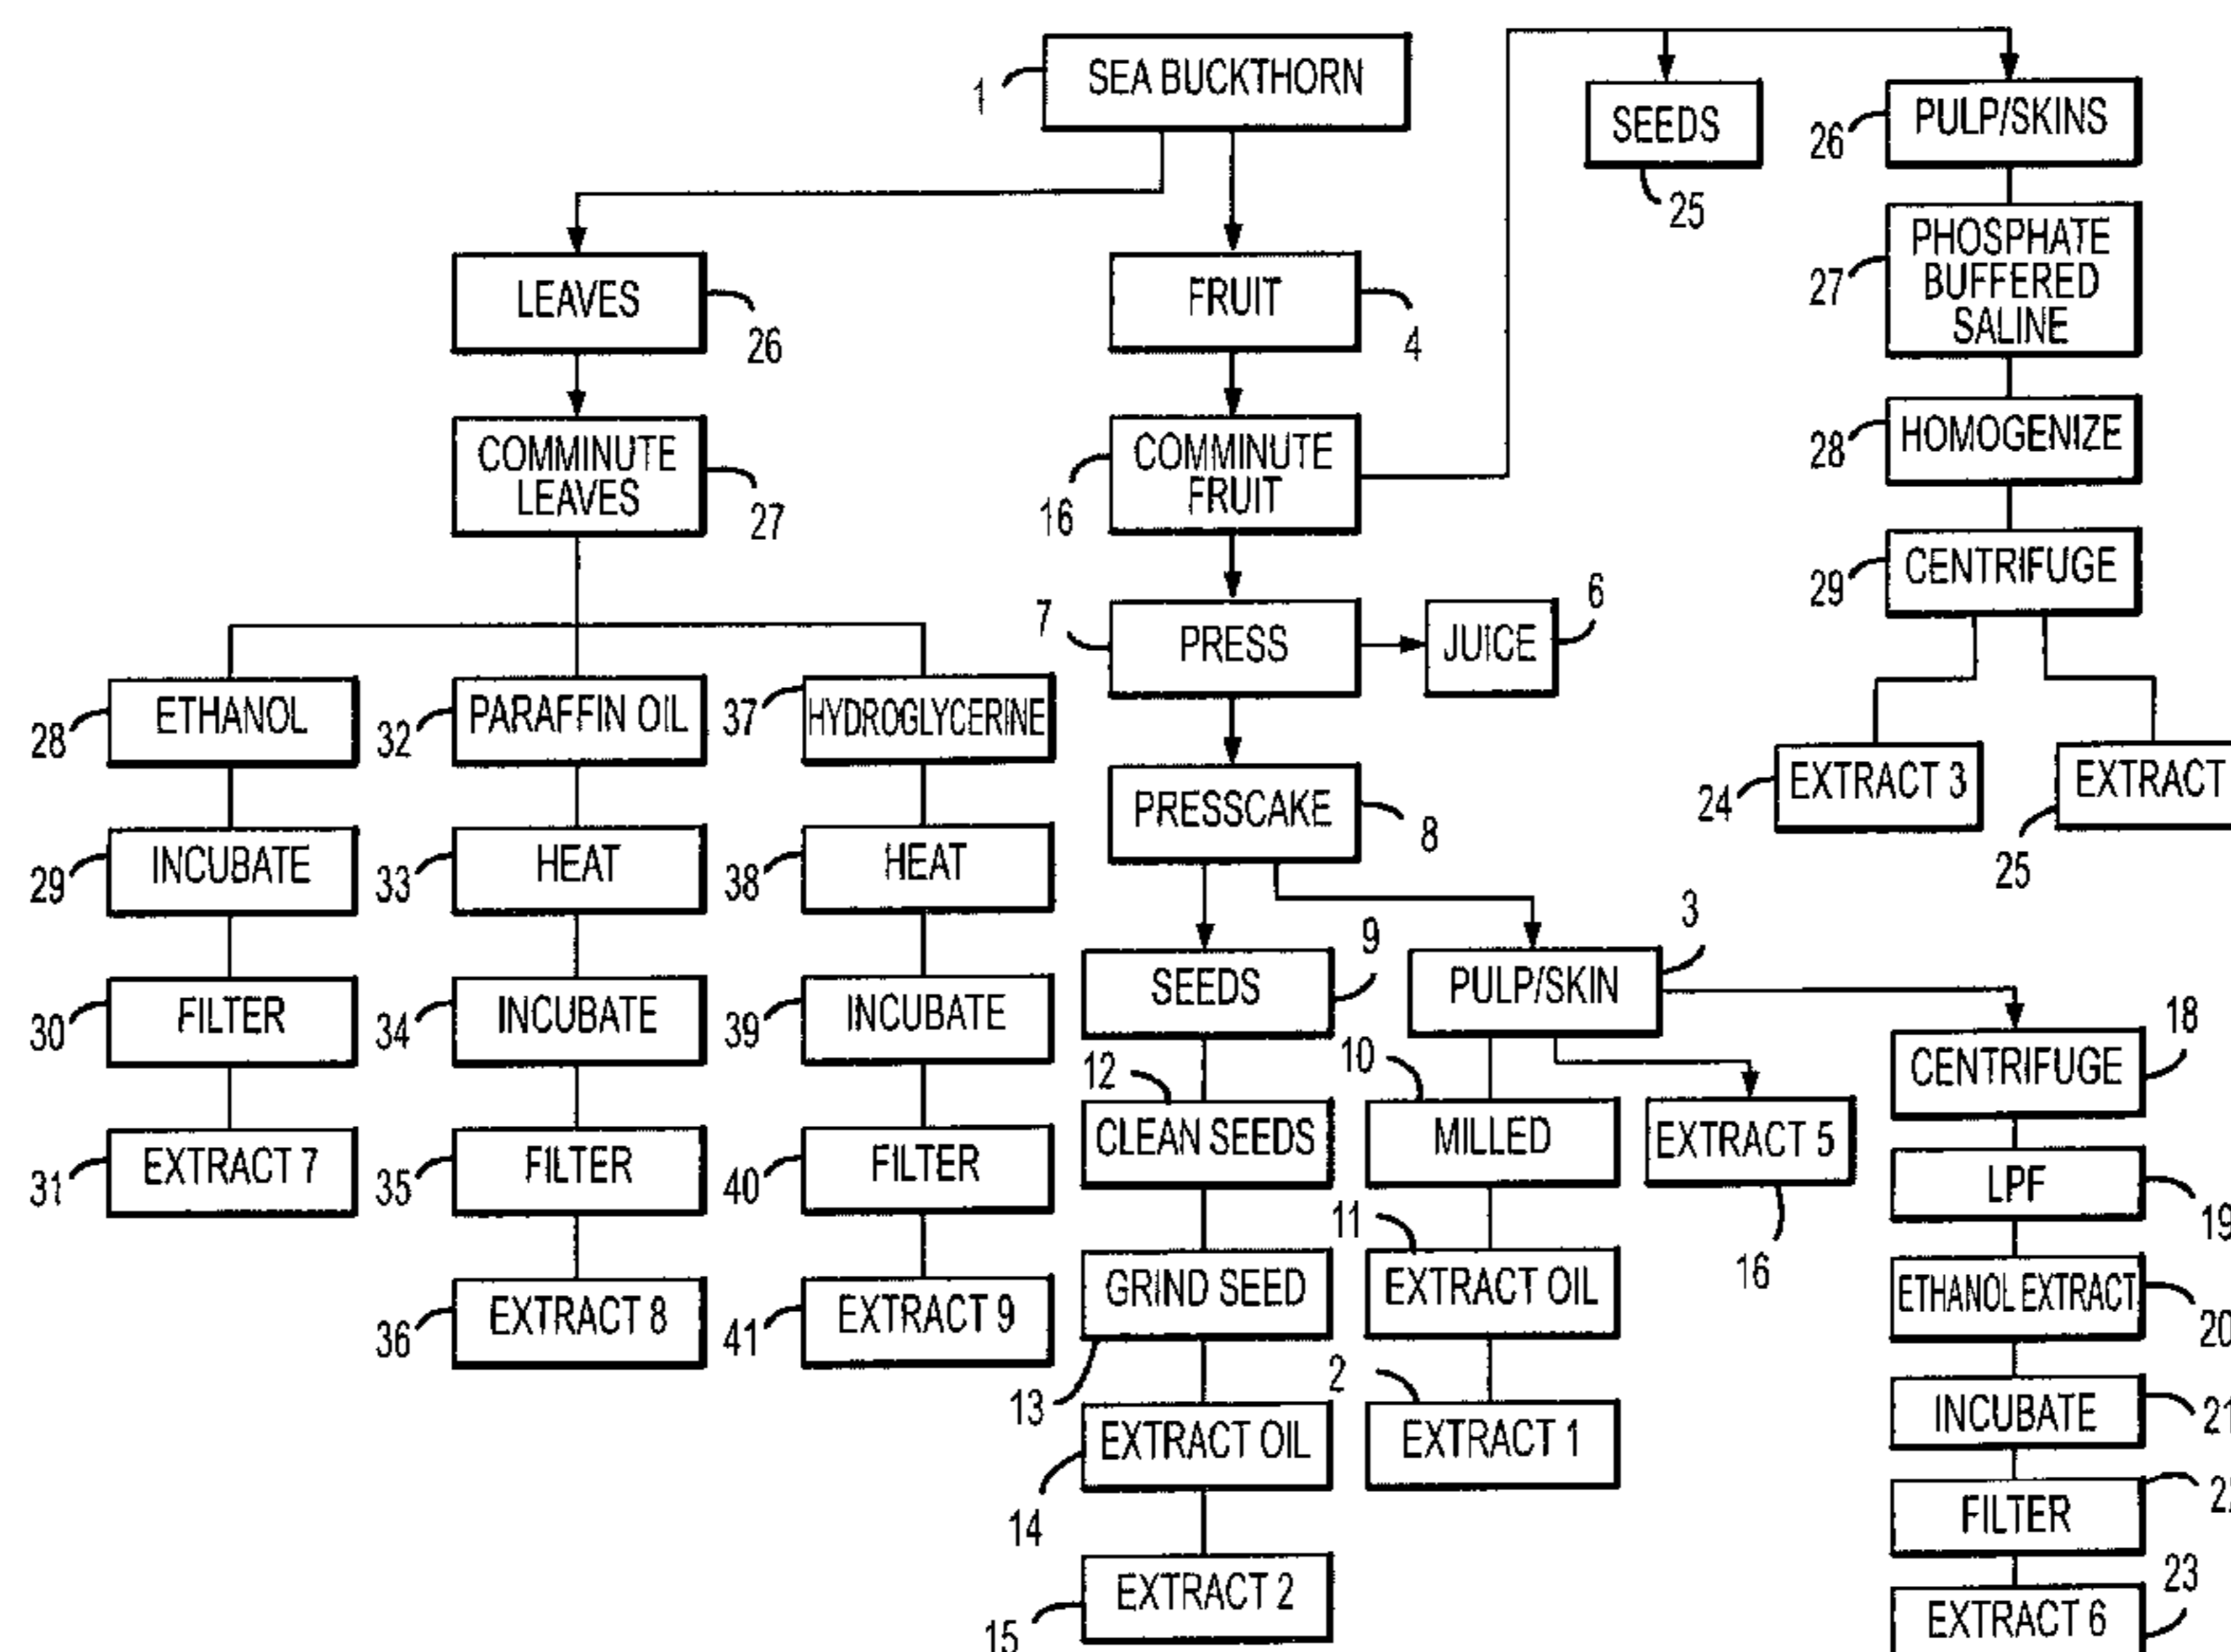 1
SEA BUCKTHORN
SEEDS
25
26
PULP/SKINS
27
PHOSPHATE
BUFFERED
SALINE
28
HOMOGENIZE
29
CENTRIFUGE
24
EXTRACT 3
EXTRACT
25
LEAVES
26
COMMINUTE
LEAVES
27
FRUIT
4
COMMINUTE
FRUIT
16
7
PRESS
JUICE
6
PRESSCAKE
8
28
ETHANOL
29
INCUBATE
30
FILTER
31
EXTRACT 7
32
PARAFFIN OIL
33
HEAT
34
INCUBATE
35
FILTER
36
EXTRACT 8
37
HYDROGLYCERINE
38
HEAT
39
INCUBATE
40
FILTER
41
EXTRACT 9
SEEDS
9
12
CLEAN SEEDS
GRIND SEED
13
EXTRACT OIL
14
EXTRACT 2
15
PULP/SKIN
3
10
MILLED
11
EXTRACT OIL
2
EXTRACT 1
EXTRACT 5
16
CENTRIFUGE
18
LPF
19
ETHANOL EXTRACT
20
INCUBATE
21
FILTER
EXTRACT 6
23